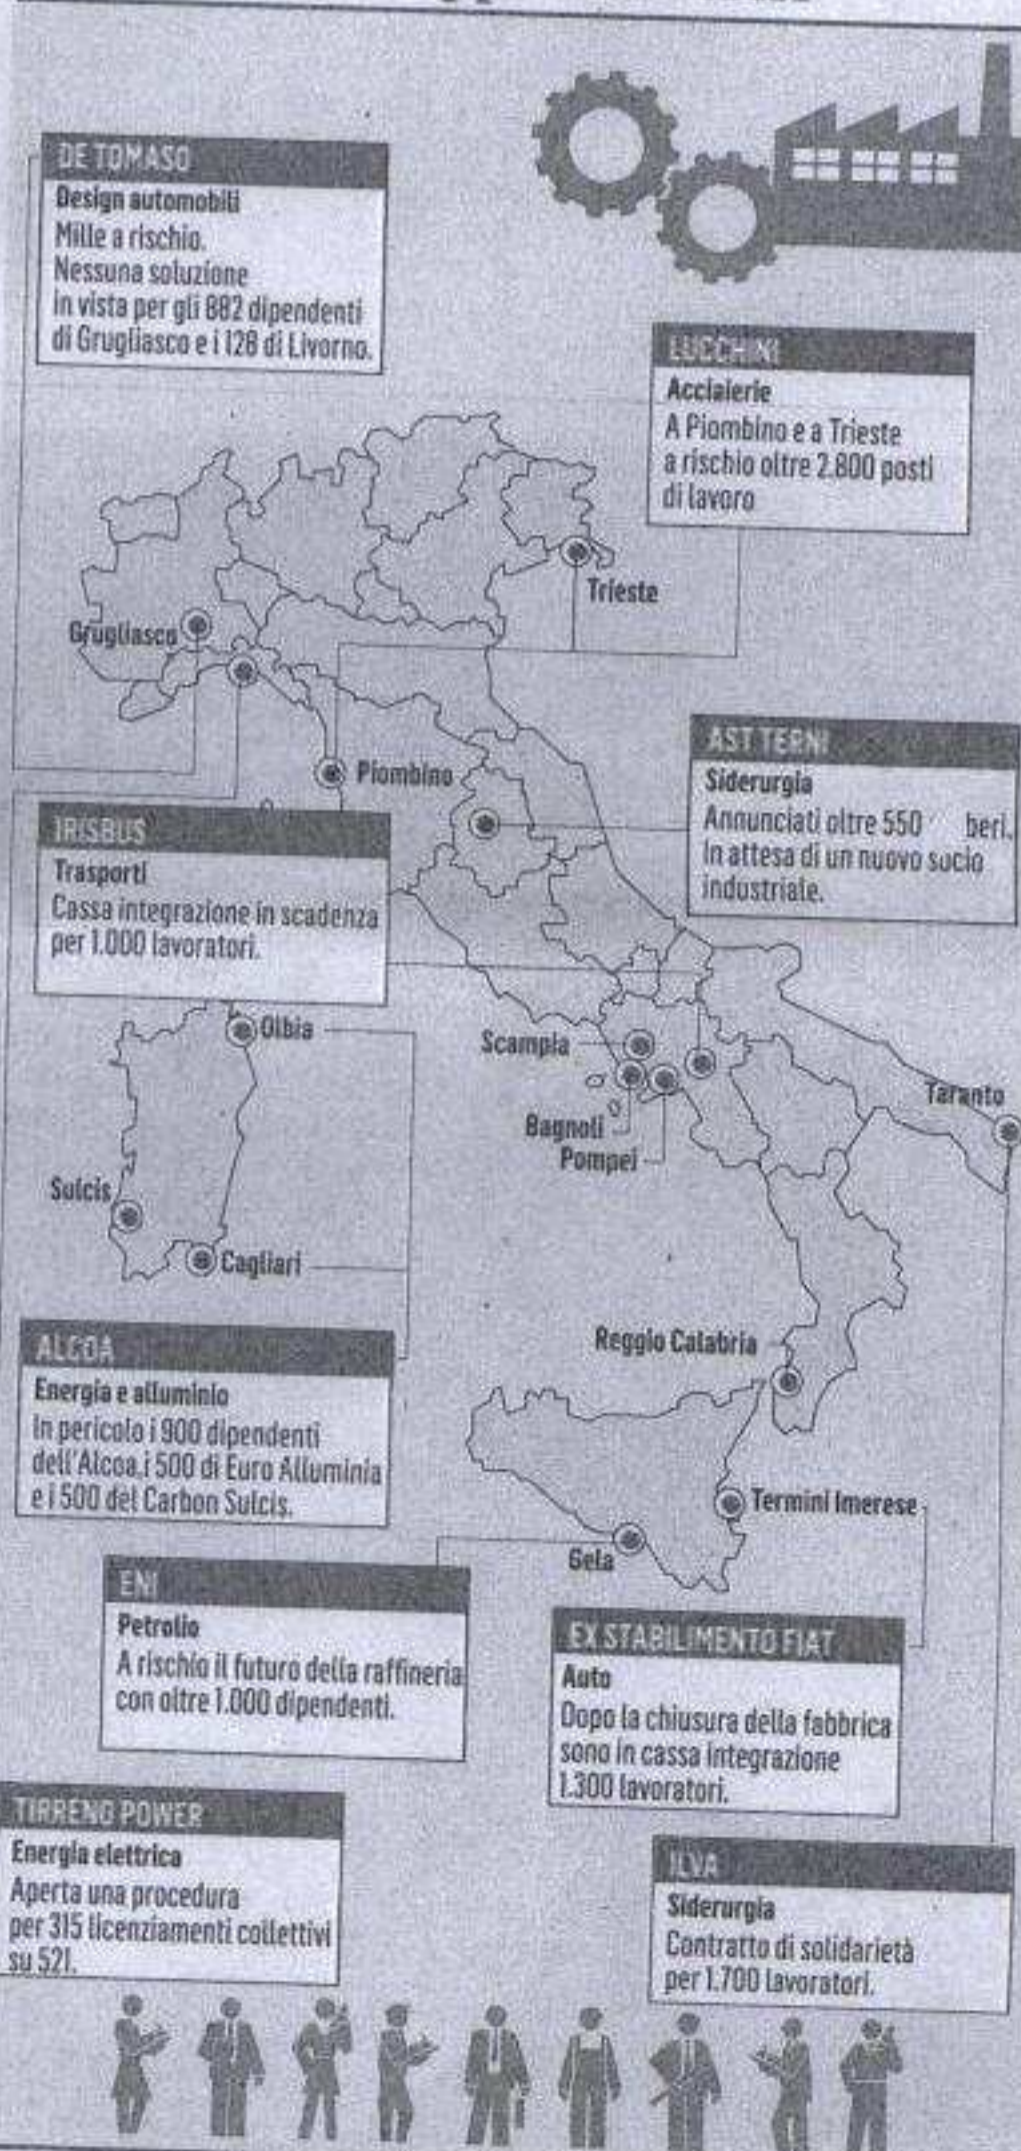 DE TOMASO
Design automobili
Mille a rischio.
Nessuna soluzione
in vista per gli 882 dipendenti
di Grugliasco e i 128 di Livorno.
LUCCHINI
Acciaierie
A Piombino e a Trieste
a rischio oltre 2.800 posti
di lavoro
Trieste
Grugliasco
Piombino
AST TERNI
Siderurgia
Annunciati oltre 550 beri.
In attesa di un nuovo socio
industriale.
IRISBUS
Trasporti
Cassa integrazione in scadenza
per 1.000 lavoratori.
Olbia
Scampia
Bagnoli
Pompei
Taranto
Sulcis
Cagliari
Reggio Calabria
ALCOA
Energia e alluminio
In pericolo i 900 dipendenti
dell'Alcoa, i 500 di Euro Alluminia
e i 500 del Carbon Sulcis.
Termini Imerese
Gela
ENI
Petrolio
A rischio il futuro della raffineria
con oltre 1.000 dipendenti.
EX STABILIMENTO FIAT
Auto
Dopo la chiusura della fabbrica
sono in cassa integrazione
1.300 lavoratori.
TIRRENO POWER
Energia elettrica
Aperta una procedura
per 315 licenziamenti collettivi
su 521.
ILVA
Siderurgia
Contratto di solidarietà
per 1.700 lavoratori.